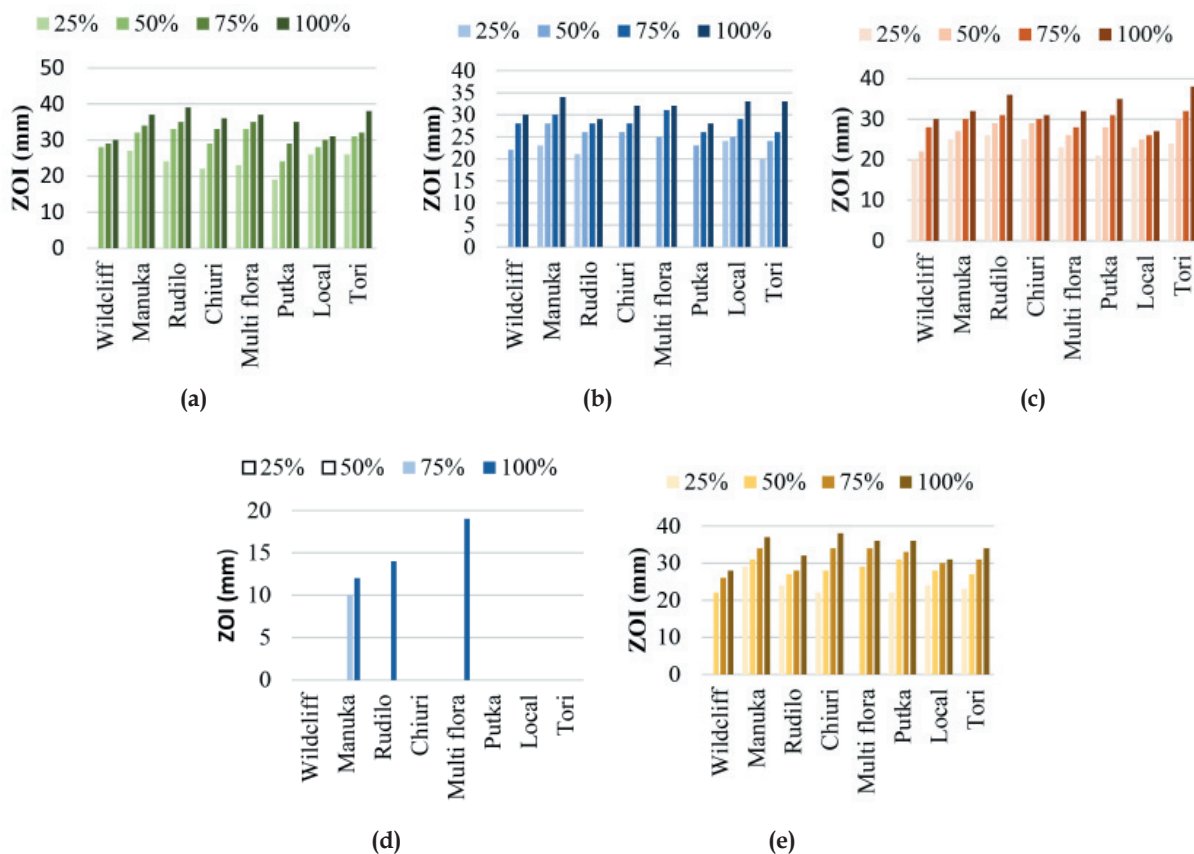 25% 50% 75% 100%
ZOI (mm)
50
40
30
20
10
0
Wildcliff
Manuka
Rudilo
Chiuri
Multi flora
Putka
Local
Tori
(a)
25% 50% 75% 100%
ZOI (mm)
40
35
30
25
20
15
10
5
0
Wildcliff
Manuka
Rudilo
Chiuri
Multi flora
Putka
Local
Tori
(b)
25% 50% 75% 100%
ZOI (mm)
40
30
20
10
0
Wildcliff
Manuka
Rudilo
Chiuri
Multi flora
Putka
Local
Tori
(c)
25% 50% 75% 100%
ZOI (mm)
20
15
10
5
0
Wildcliff
Manuka
Rudilo
Chiuri
Multi flora
Putka
Local
Tori
(d)
25% 50% 75% 100%
ZOI (mm)
40
30
20
10
0
Wildcliff
Manuka
Rudilo
Chiuri
Multi flora
Putka
Local
Tori
(e)